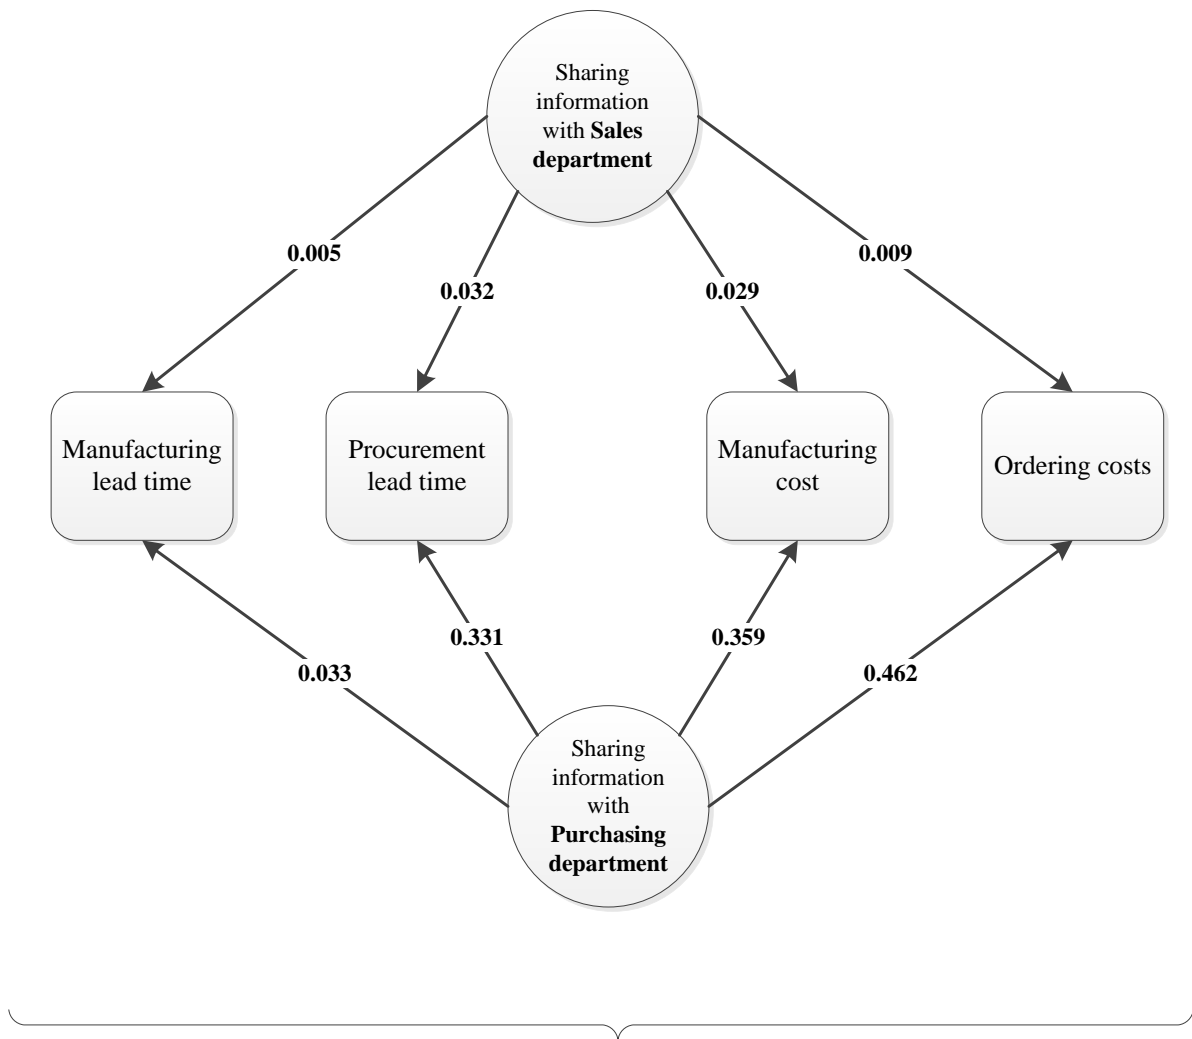 Sharing
information
with Sales
department
0.005
0.009
0.032
0.029
Manufacturing
lead time
Procurement
lead time
Manufacturing
cost
Ordering costs
0.331
0.359
0.033
0.462
Sharing
information
with
Purchasing
department